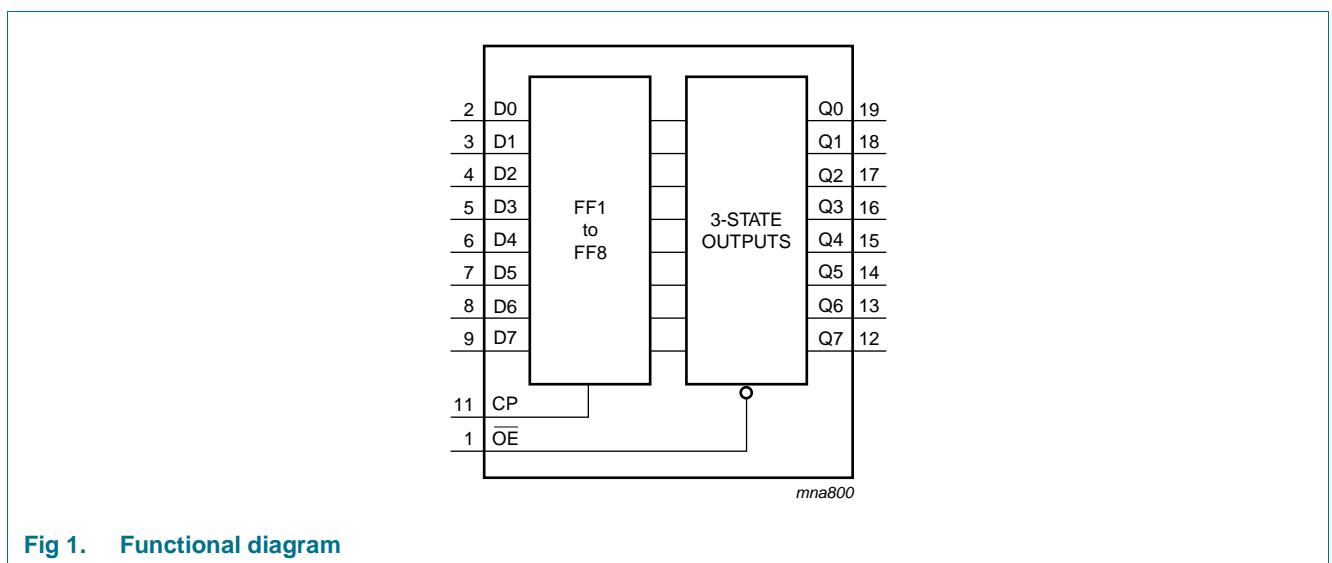 2 D0 Q0 19
3 D1 Q1 18
4 D2 Q2 17
5 D3 Q3 16
6 D4 Q4 15
7 D5 Q5 14
8 D6 Q6 13
9 D7 Q7 12
FF1
to
FF8
3-STATE
OUTPUTS
11 CP
1 O̅E̅
mna800
Fig 1. Functional diagram